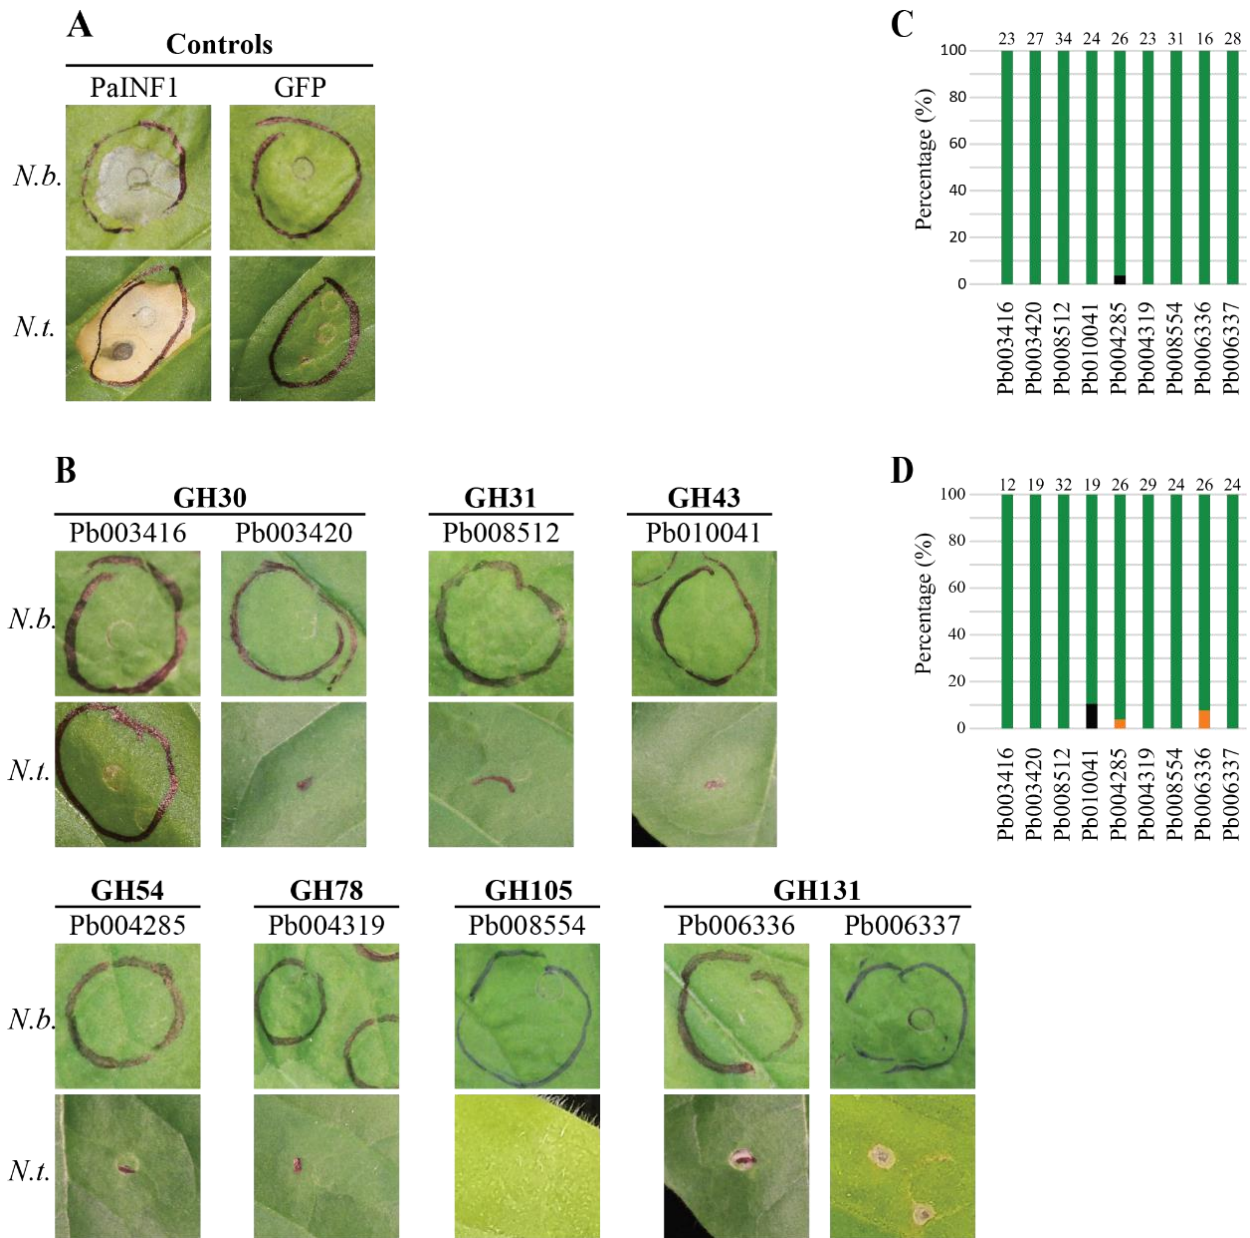 A
Controls
PaINF1 GFP
N.b.
N.t.
B
GH30 GH31 GH43
Pb003416 Pb003420 Pb008512 Pb010041
N.b.
N.t.
GH54 GH78 GH105 GH131
Pb004285 Pb004319 Pb008554 Pb006336 Pb006337
N.b.
N.t.
C
23 27 34 24 26 23 31 16 28
Percentage (%)
100
80
60
40
20
0
Pb003416
Pb003420
Pb008512
Pb010041
Pb004285
Pb004319
Pb008554
Pb006336
Pb006337
D
12 19 32 19 26 29 24 26 24
Percentage (%)
100
80
60
40
20
0
Pb003416
Pb003420
Pb008512
Pb010041
Pb004285
Pb004319
Pb008554
Pb006336
Pb006337